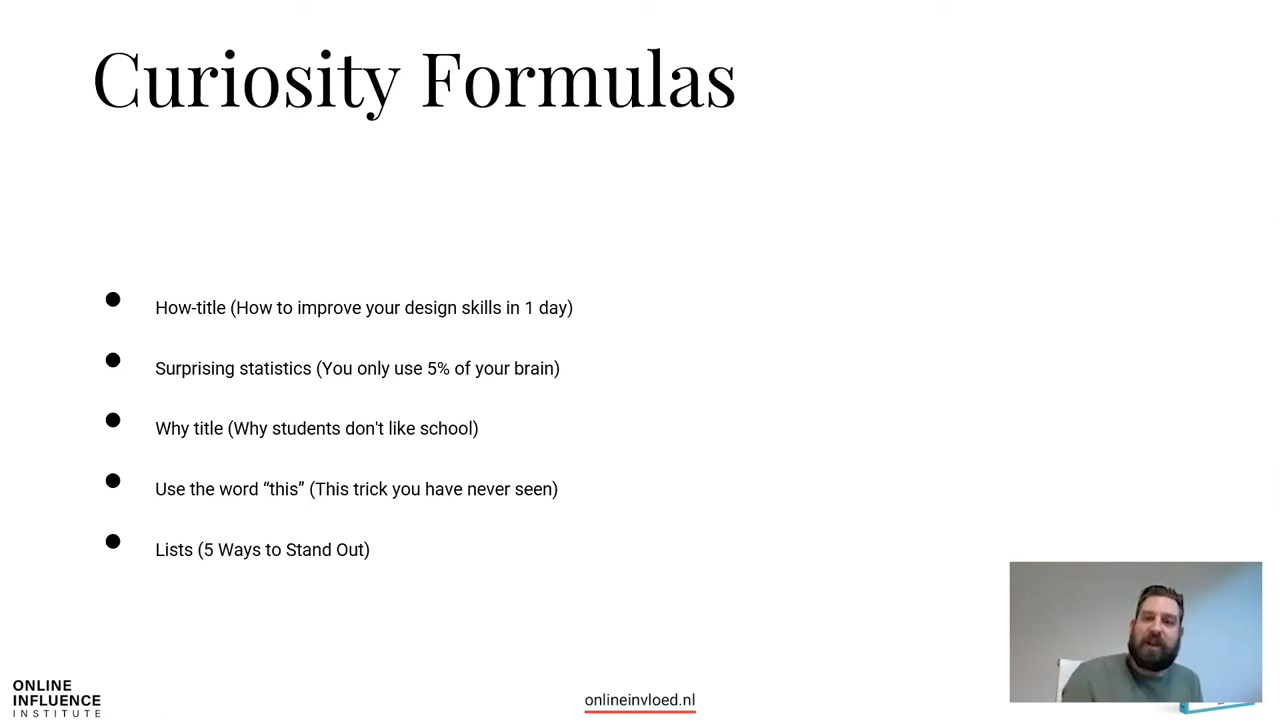 Curiosity Formulas
How-title (How to improve your design skills in 1 day)
Surprising statistics (You only use 5% of your brain)
Why title (Why students don't like school)
Use the word “this” (This trick you have never seen)
Lists (5 Ways to Stand Out)
ONLINE
INFLUENCE
INSTITUTE
onlineinvloed.nl